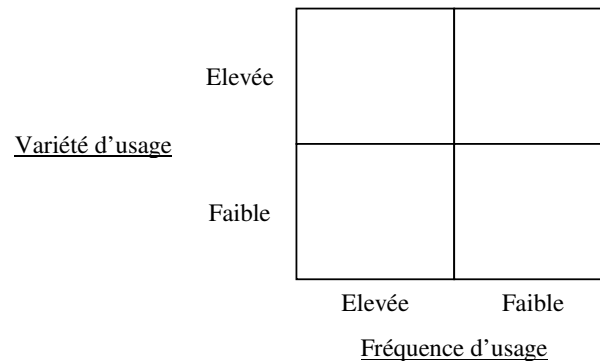 Elevée
Variété d’usage
Faible
Elevée Faible
Fréquence d’usage